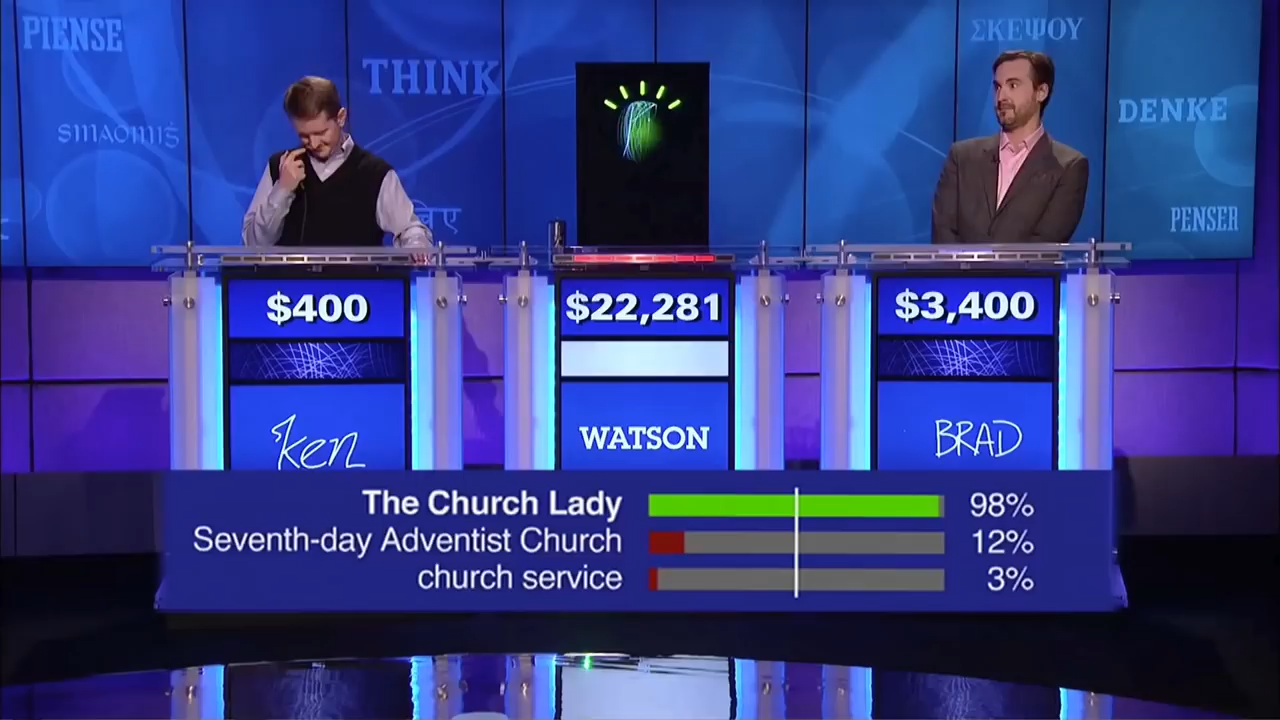 PIENSE
THINK
ΣΚΕΨΟΥ
DENKE
PENSER
$400
$22,281
$3,400
Ken
WATSON
BRAD
The Church Lady 98%
Seventh-day Adventist Church 12%
church service 3%